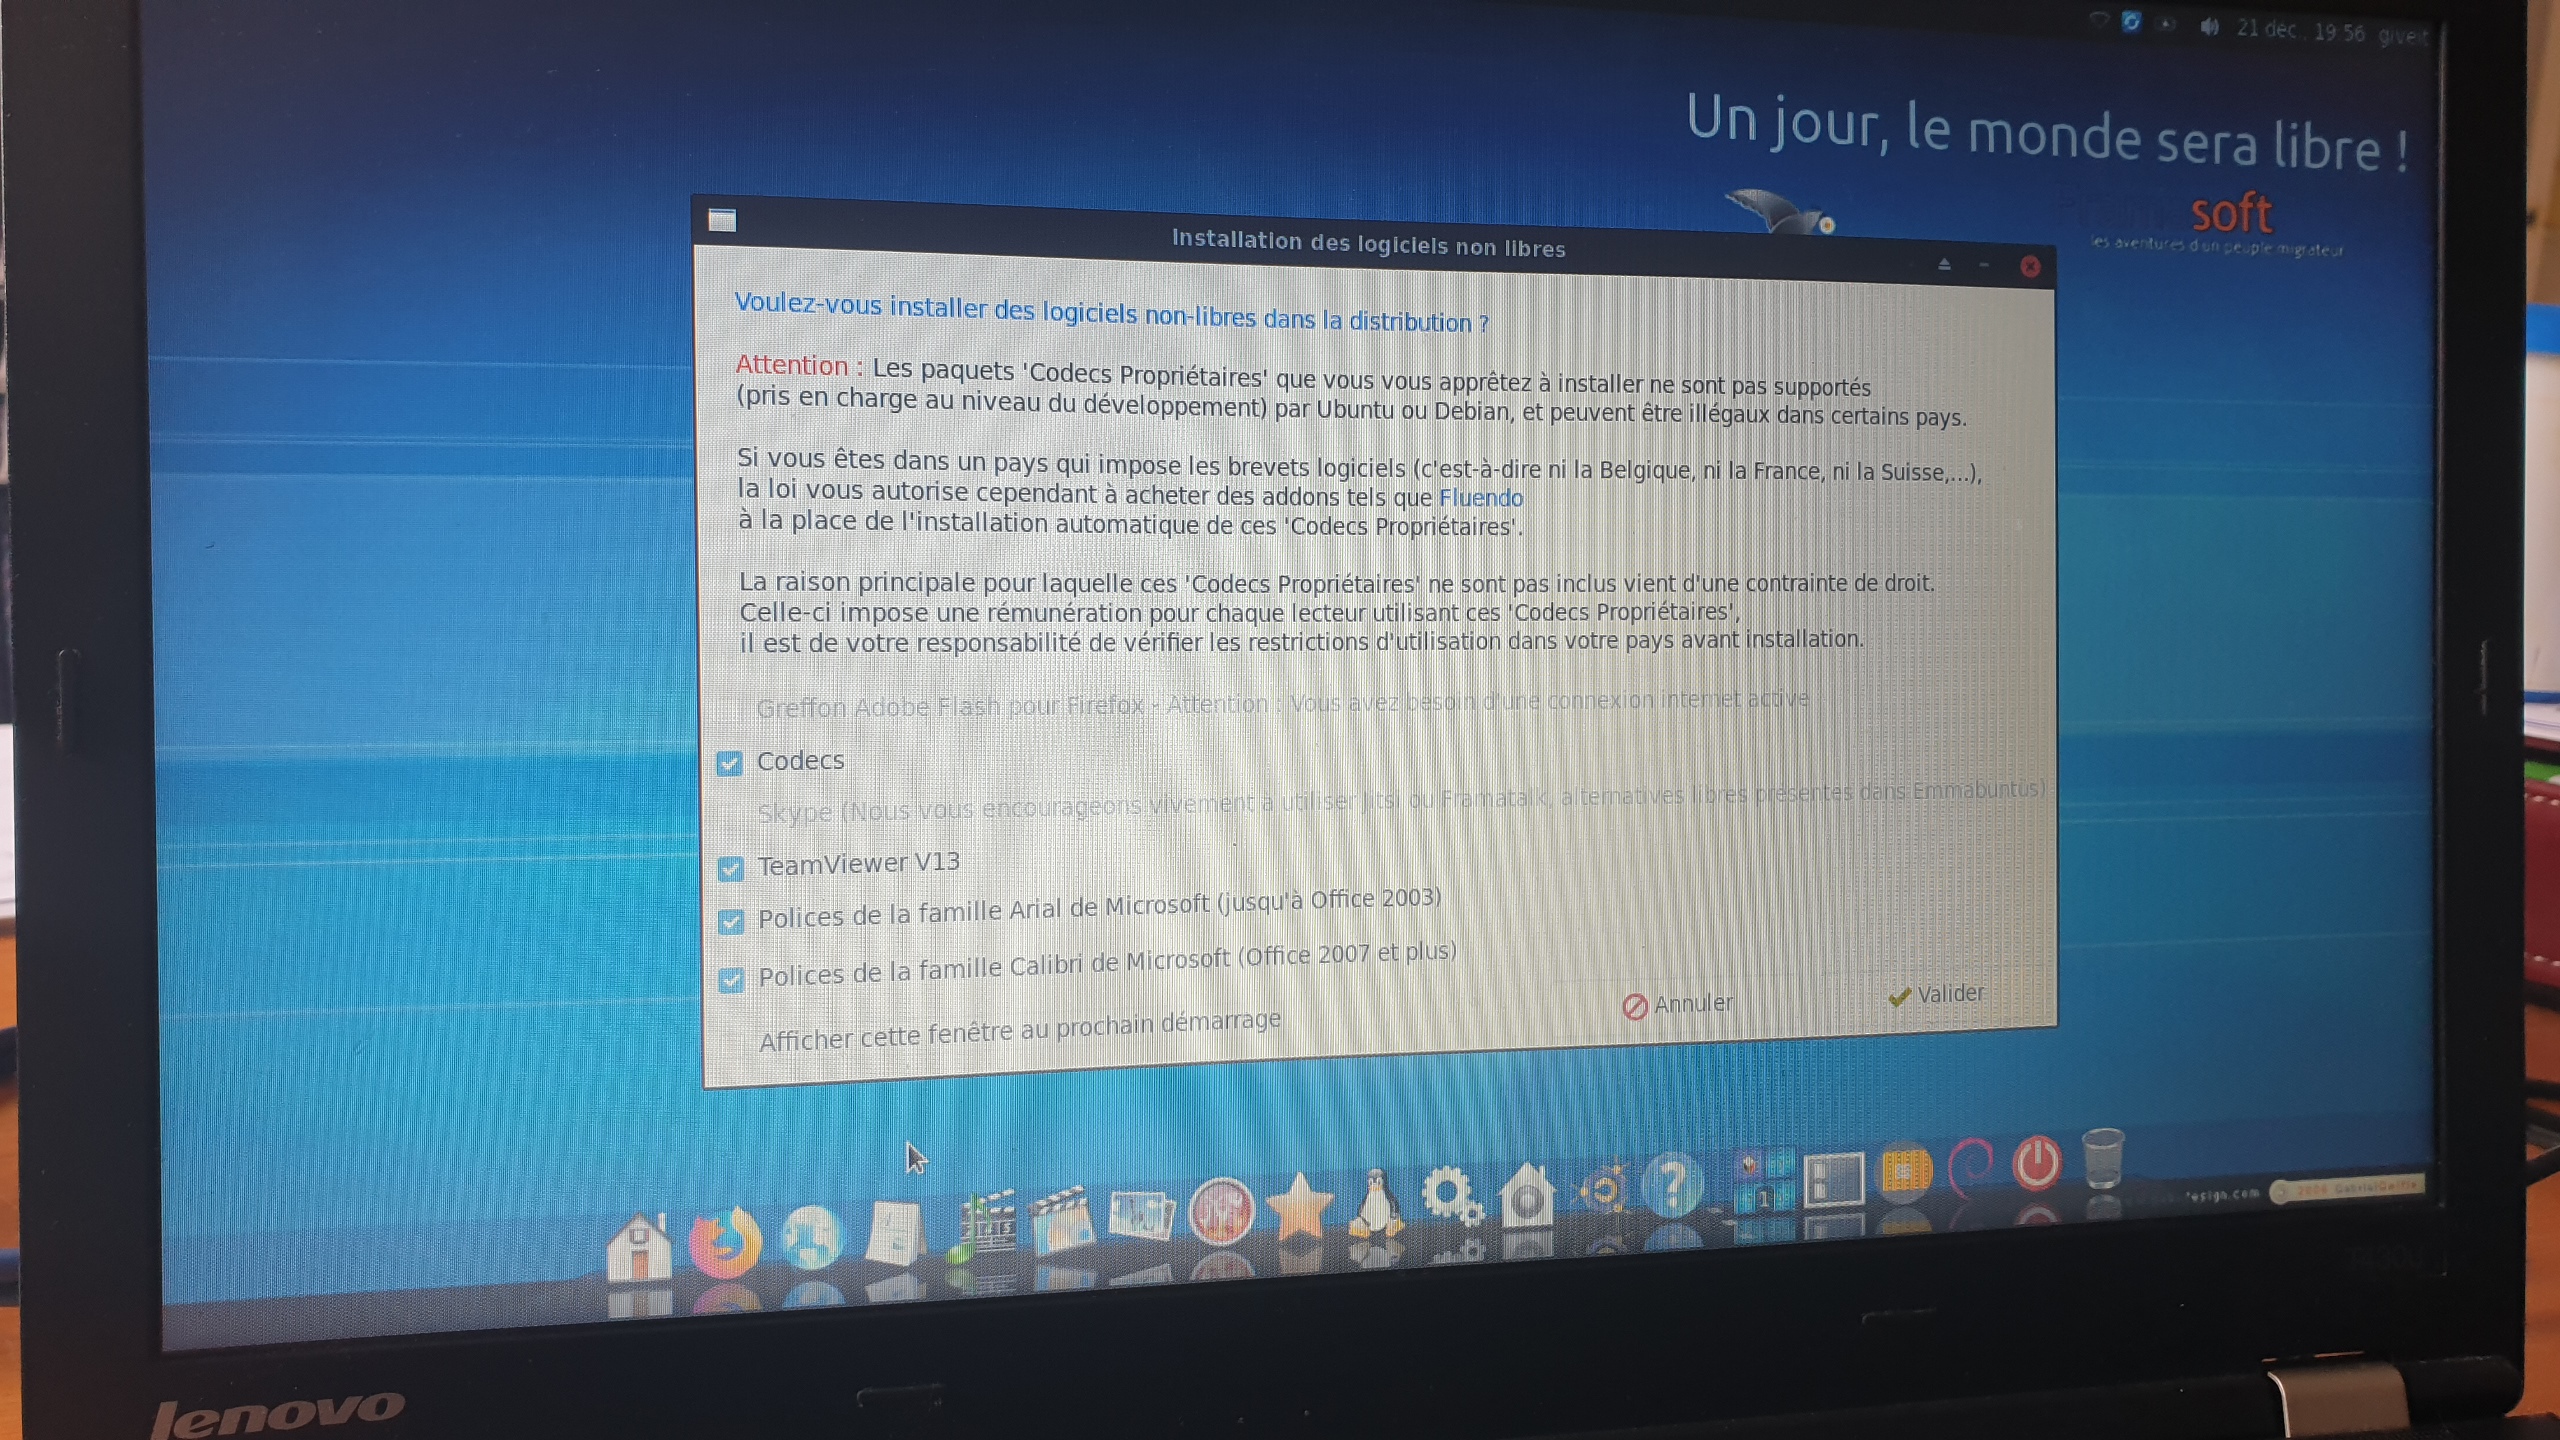 21 déc., 19:56 giveit
Un jour, le monde sera libre !
soft
les aventures d'un peuple migrateur
Installation des logiciels non libres
Voulez-vous installer des logiciels non-libres dans la distribution ?
Attention : Les paquets 'Codecs Propriétaires' que vous vous apprêtez à installer ne sont pas supportés
(pris en charge au niveau du développement) par Ubuntu ou Debian, et peuvent être illégaux dans certains pays.
Si vous êtes dans un pays qui impose les brevets logiciels (c'est-à-dire ni la Belgique, ni la France, ni la Suisse,...),
la loi vous autorise cependant à acheter des addons tels que Fluendo
à la place de l'installation automatique de ces 'Codecs Propriétaires'.
La raison principale pour laquelle ces 'Codecs Propriétaires' ne sont pas inclus vient d'une contrainte de droit.
Celle-ci impose une rémunération pour chaque lecteur utilisant ces 'Codecs Propriétaires',
il est de votre responsabilité de vérifier les restrictions d'utilisation dans votre pays avant installation.
Greffon Adobe Flash pour Firefox - Attention : Vous avez besoin d'une connexion internet active
Codecs
Skype (Nous vous encourageons vivement à utiliser Jitsi ou Framatalk, alternatives libres présentes dans Emmabuntüs)
TeamViewer V13
Polices de la famille Arial de Microsoft (jusqu'à Office 2003)
Polices de la famille Calibri de Microsoft (Office 2007 et plus)
Afficher cette fenêtre au prochain démarrage
Annuler
Valider
1
esign.com
lenovo